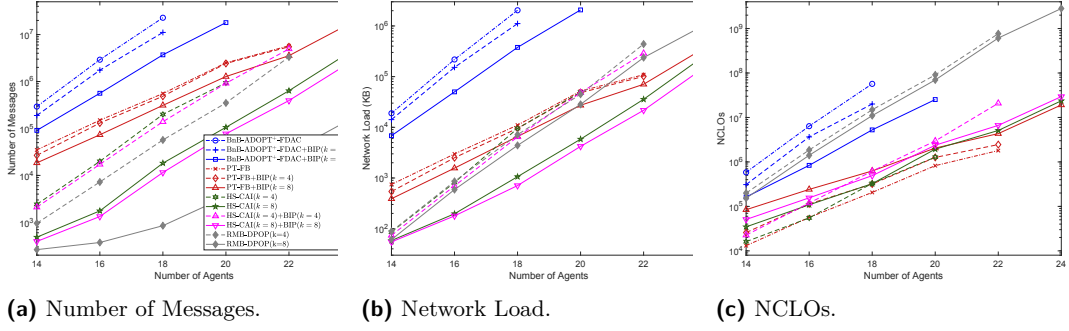 Number of Messages
10^7
10^6
10^5
10^4
10^3
14
16
18
20
22
Number of Agents
BnB-ADOPT⁺-FDAC
BnB-ADOPT⁺-FDAC+BIP(k =
BnB-ADOPT⁺-FDAC+BIP(k =
PT-FB
PT-FB+BIP(k = 4)
PT-FB+BIP(k = 8)
HS-CAI(k = 4)
HS-CAI(k = 8)
HS-CAI(k = 4)+BIP(k = 4)
HS-CAI(k = 8)+BIP(k = 8)
RMB-DPOP(k=4)
RMB-DPOP(k=8)
(a) Number of Messages.
Network Load (KB)
10^6
10^5
10^4
10^3
10^2
14
16
18
20
22
Number of Agents
(b) Network Load.
NCLOs
10^9
10^8
10^7
10^6
10^5
10^4
14
16
18
20
22
24
Number of Agents
(c) NCLOs.